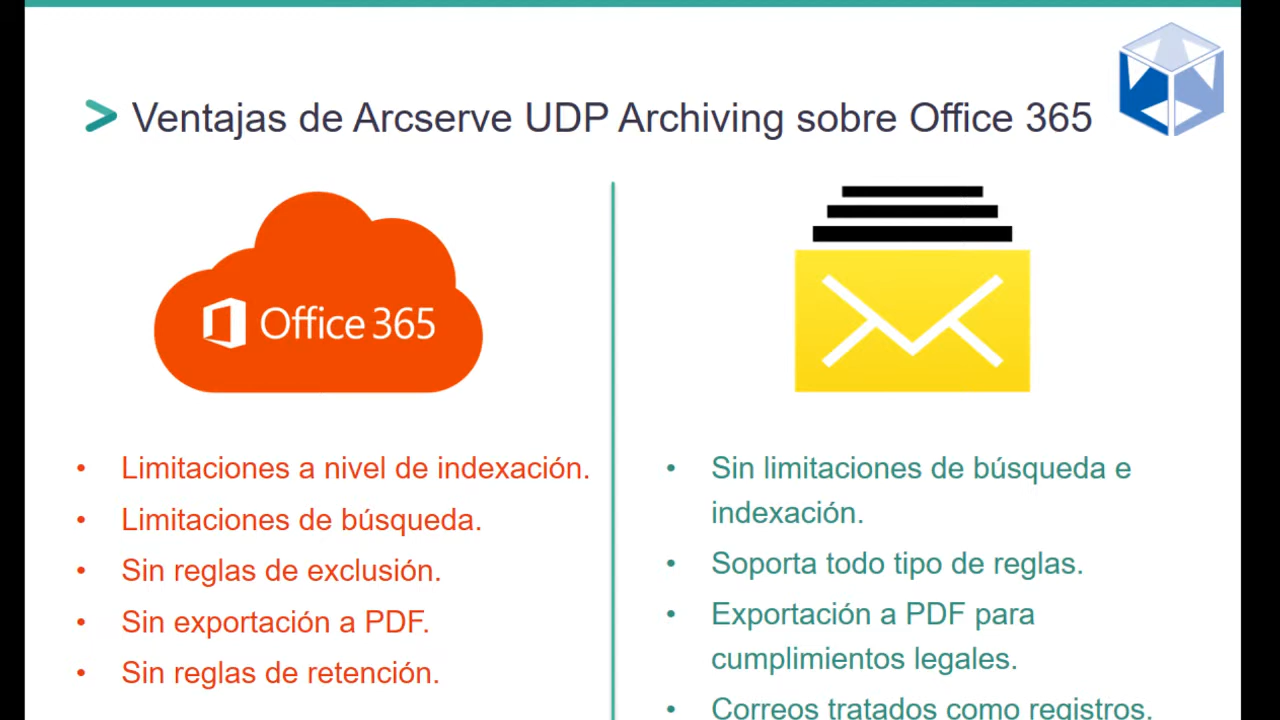 Ventajas de Arcserve UDP Archiving sobre Office 365
Office 365
• Limitaciones a nivel de indexación.
• Limitaciones de búsqueda.
• Sin reglas de exclusión.
• Sin exportación a PDF.
• Sin reglas de retención.
• Sin limitaciones de búsqueda e
indexación.
• Soporta todo tipo de reglas.
• Exportación a PDF para
cumplimientos legales.
• Correos tratados como registros.